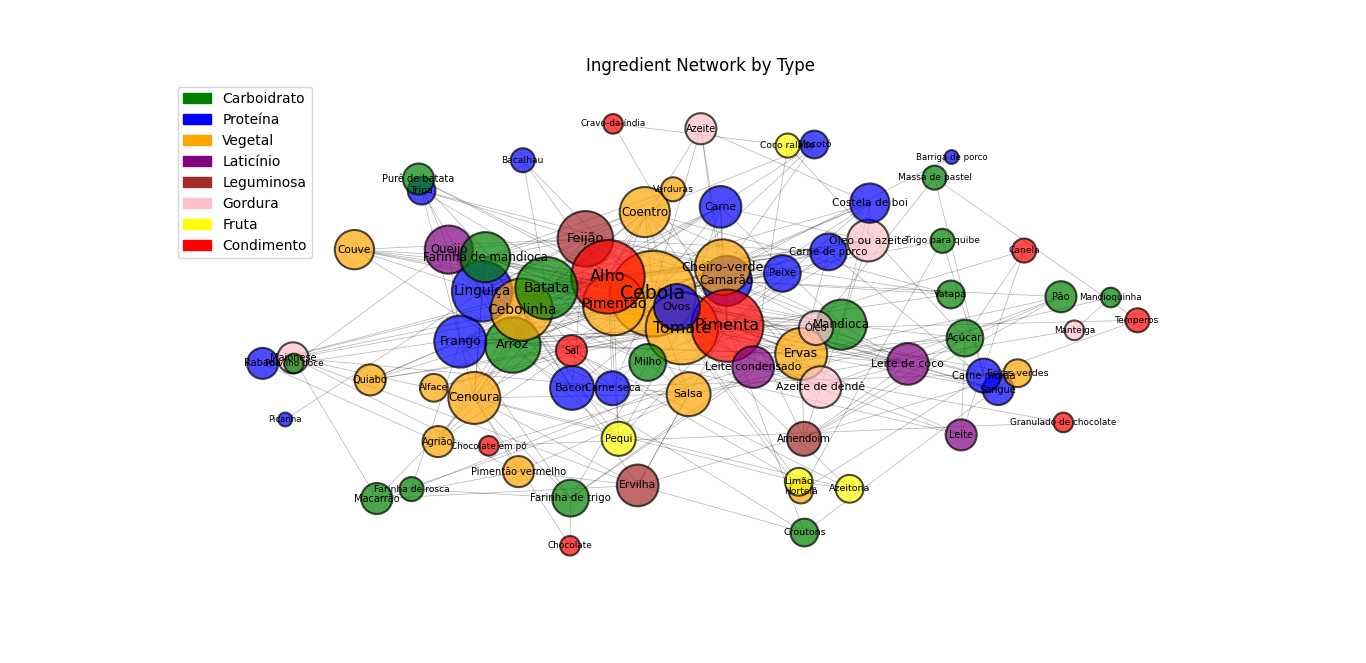 Ingredient Network by Type
Carboidrato
Proteína
Vegetal
Laticínio
Leguminosa
Gordura
Fruta
Condimento
Cravo-da-índia
Azeite
Coco ralado
Mocotó
Bacalhau
Barriga de porco
Purê de batata
Tripa
Massa de pastel
Verduras
Carne
Costela de boi
Coentro
Feijão
Óleo ou azeite
Trigo para quibe
Couve
Queijo
Farinha de mandioca
Carne de porco
Canela
Cheiro-verde
Camarão
Peixe
Alho
Linguiça
Batata
Cebola
Vatapá
Pão
Mandioquinha
Cebolinha
Pimentão
Ovos
Tomate
Pimenta
Óleo
Mandioca
Temperos
Manteiga
Açúcar
Frango
Arroz
Sal
Ervas
Maionese
Rabada
Milho
Leite condensado
Leite de coco
Carne moída
Ervas verdes
Sangue
Quiabo
Alface
Bacon
Carne seca
Azeite de dendê
Cenoura
Salsa
Picanha
Granulado de chocolate
Agrião
Chocolate em pó
Pequi
Amendoim
Leite
Pimentão vermelho
Limão
Hortelã
Azeitona
Ervilha
Farinha de rosca
Macarrão
Farinha de trigo
Croutons
Chocolate